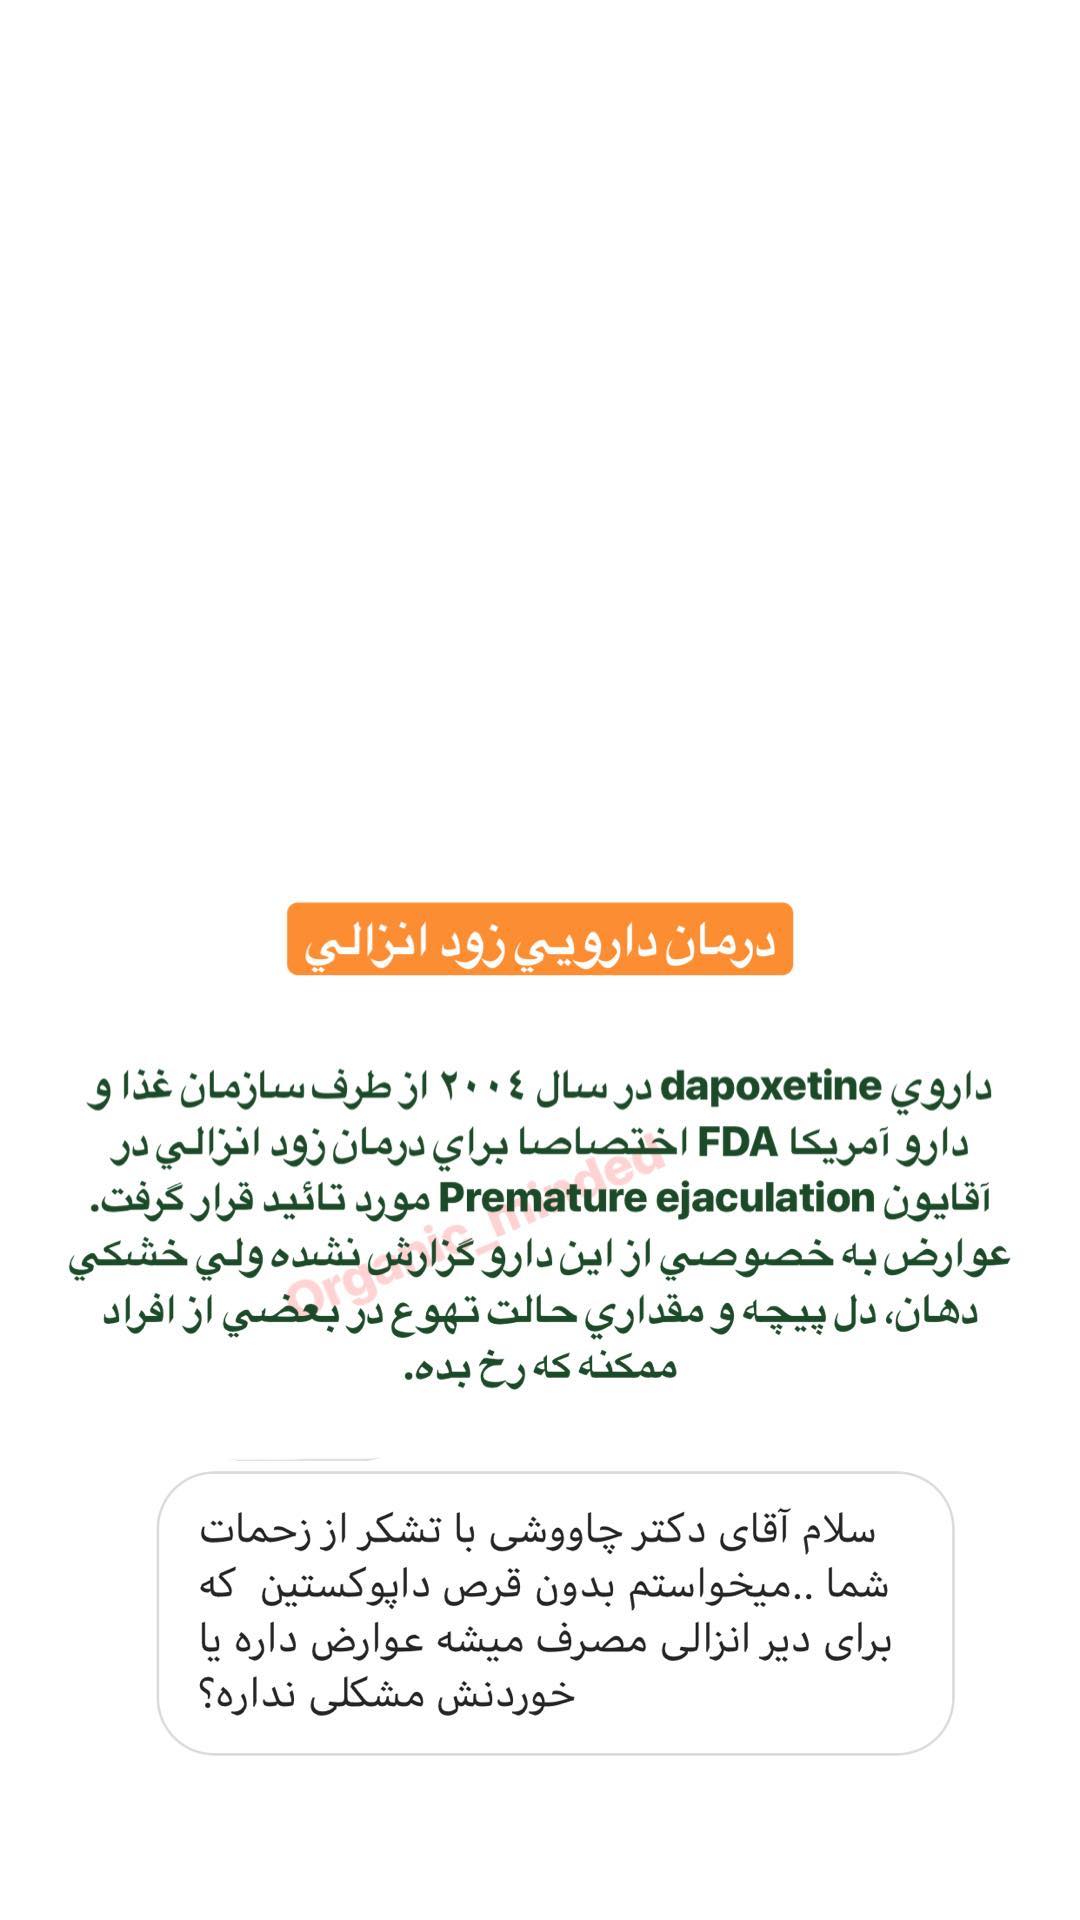 درمان دارويي زود انزالي
داروي dapoxetine در سال ٢٠٠٤ از طرف سازمان غذا و
دارو آمريكا FDA اختصاصا براي درمان زود انزالي در
آقايون Premature ejaculation مورد تائيد قرار گرفت.
عوارض به خصوصي از اين دارو گزارش نشده ولي خشكي
دهان، دل پيچه و مقداري حالت تهوع در بعضي از افراد
ممكنه كه رخ بده.
Organic_minded
سلام آقای دکتر چاووشی با تشکر از زحمات
شما ..میخواستم بدون قرص داپوکستین که
برای دیر انزالی مصرف میشه عوارض داره یا
خوردنش مشکلی نداره؟